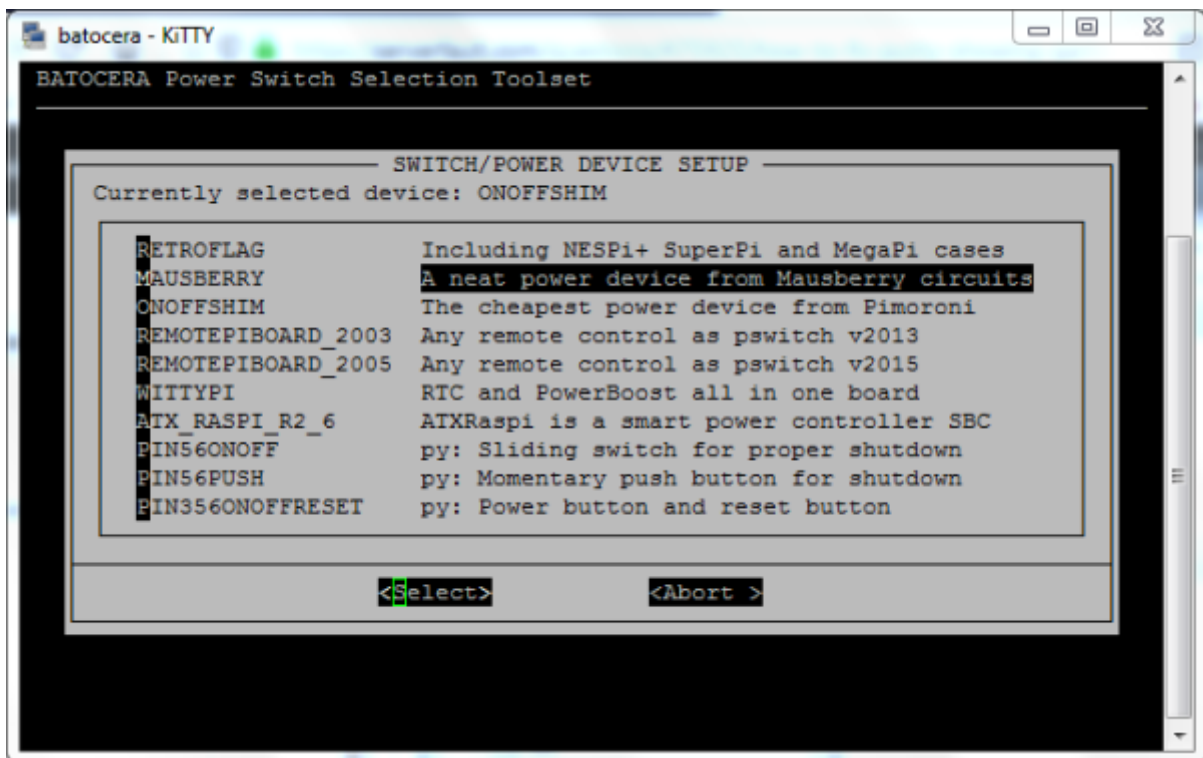 batocera - KiTTY
BATOCERA Power Switch Selection Toolset
SWITCH/POWER DEVICE SETUP
Currently selected device: ONOFFSHIM
RETROFLAG Including NESPi+ SuperPi and MegaPi cases
MAUSBERRY A neat power device from Mausberry circuits
ONOFFSHIM The cheapest power device from Pimoroni
REMOTEPIBOARD_2003 Any remote control as pswitch v2013
REMOTEPIBOARD_2005 Any remote control as pswitch v2015
WITTYPI RTC and PowerBoost all in one board
ATX_RASPI_R2_6 ATXRaspi is a smart power controller SBC
PIN56ONOFF py: Sliding switch for proper shutdown
PIN56PUSH py: Momentary push button for shutdown
PIN356ONOFFRESET py: Power button and reset button
<Select> <Abort >